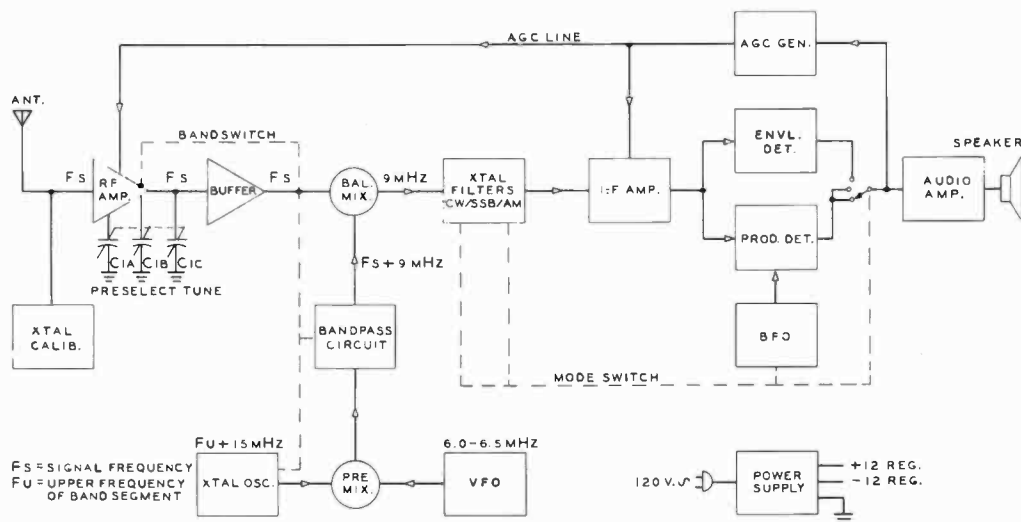 AGC LINE
AGC GEN.
ANT.
BANDSWITCH
ENVL.
DET.
SPEAKER
FS
RF
AMP.
FS
BUFFER
FS
BAL.
MIX.
9 MHZ
XTAL
FILTERS
CW/SSB/AM
I-F AMP.
AUDIO
AMP.
PROD. DET.
C1A
C1B
C1C
PRESELECT TUNE
FS+9 MHZ
XTAL
CALIB.
BANDPASS
CIRCUIT
BFO
MODE SWITCH
FU+15 MHZ
6.0-6.5MHZ
FS=SIGNAL FREQUENCY
FU=UPPER FREQUENCY
OF BAND SEGMENT
XTAL OSC.
PRE
MIX.
VFO
120 V.
POWER
SUPPLY
+12 REG.
-12 REG.